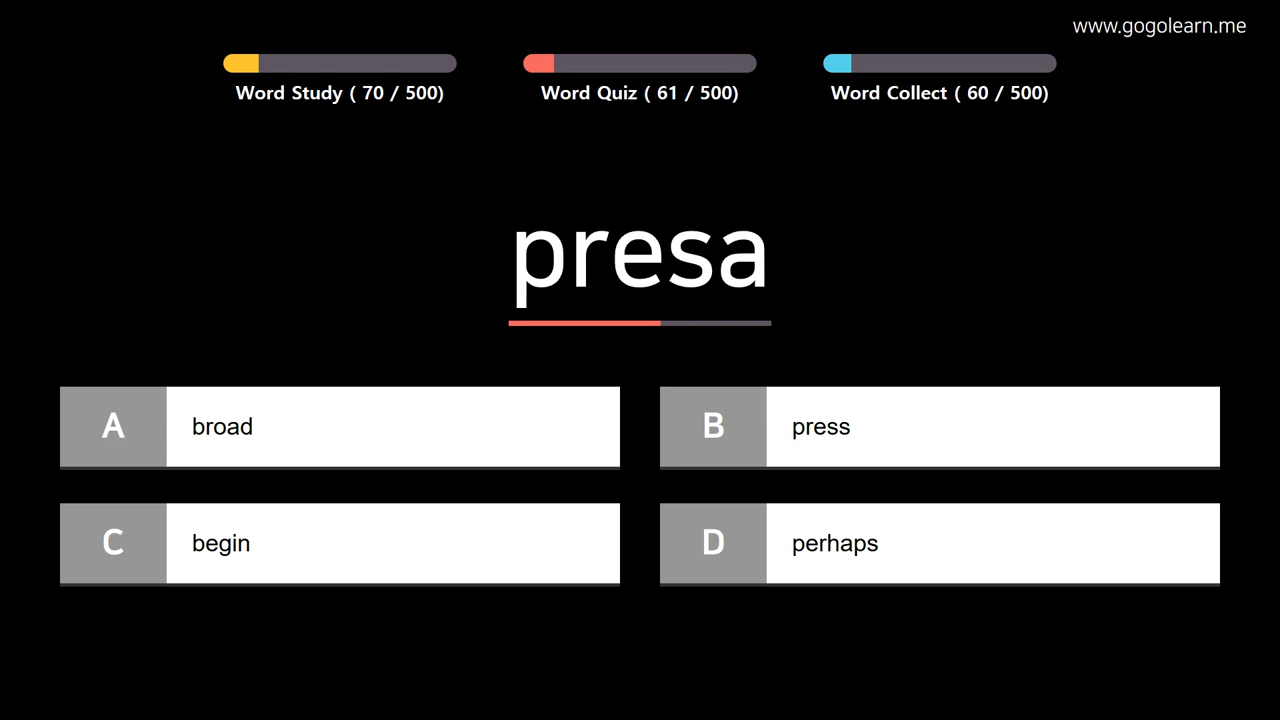 www.gogolearn.me
Word Study ( 70 / 500)
Word Quiz ( 61 / 500)
Word Collect ( 60 / 500)
presa
A broad
B press
C begin
D perhaps